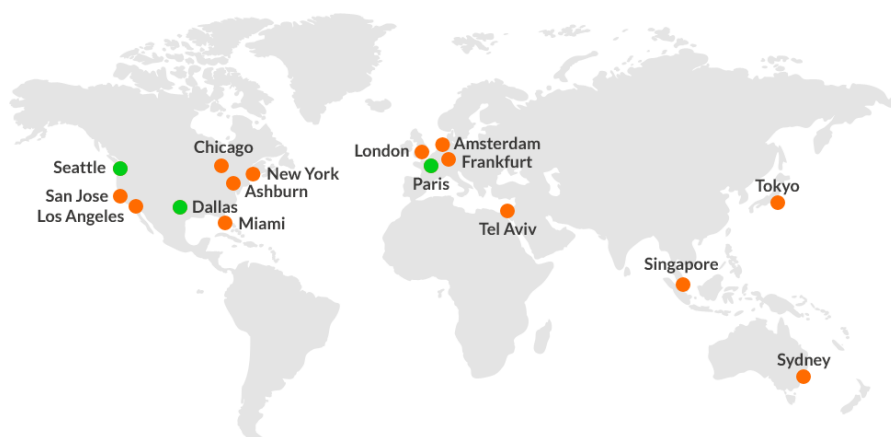 Chicago
Seattle
New York
Ashburn
San Jose
Los Angeles
Dallas
Miami
London
Amsterdam
Frankfurt
Paris
Tel Aviv
Tokyo
Singapore
Sydney